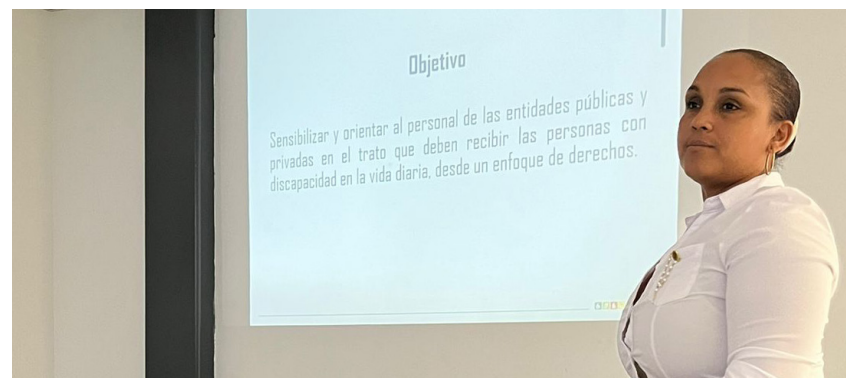 Objetivo
Sensibilizar y orientar al personal de las entidades públicas y
privadas en el trato que deben recibir las personas con
discapacidad en la vida diaria, desde un enfoque de derechos.